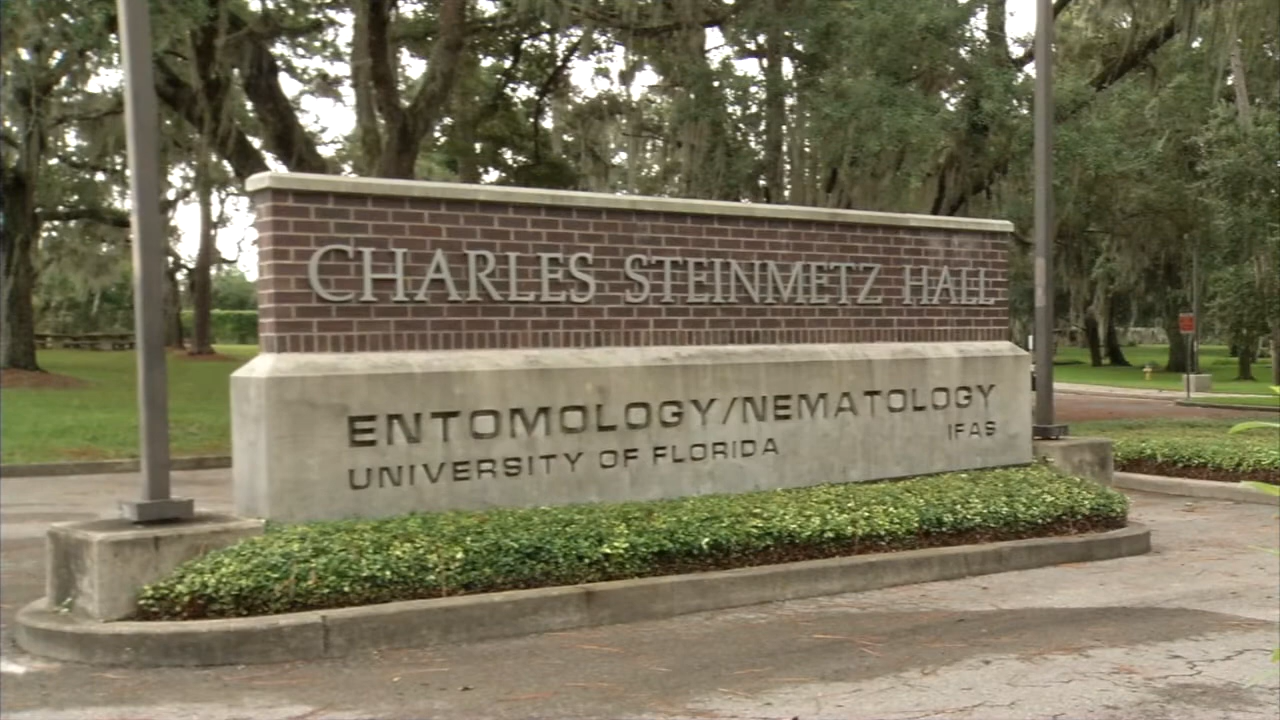 CHARLES STEINMETZ HALL
ENTOMOLOGY/NEMATOLOGY
UNIVERSITY OF FLORIDA IFAS